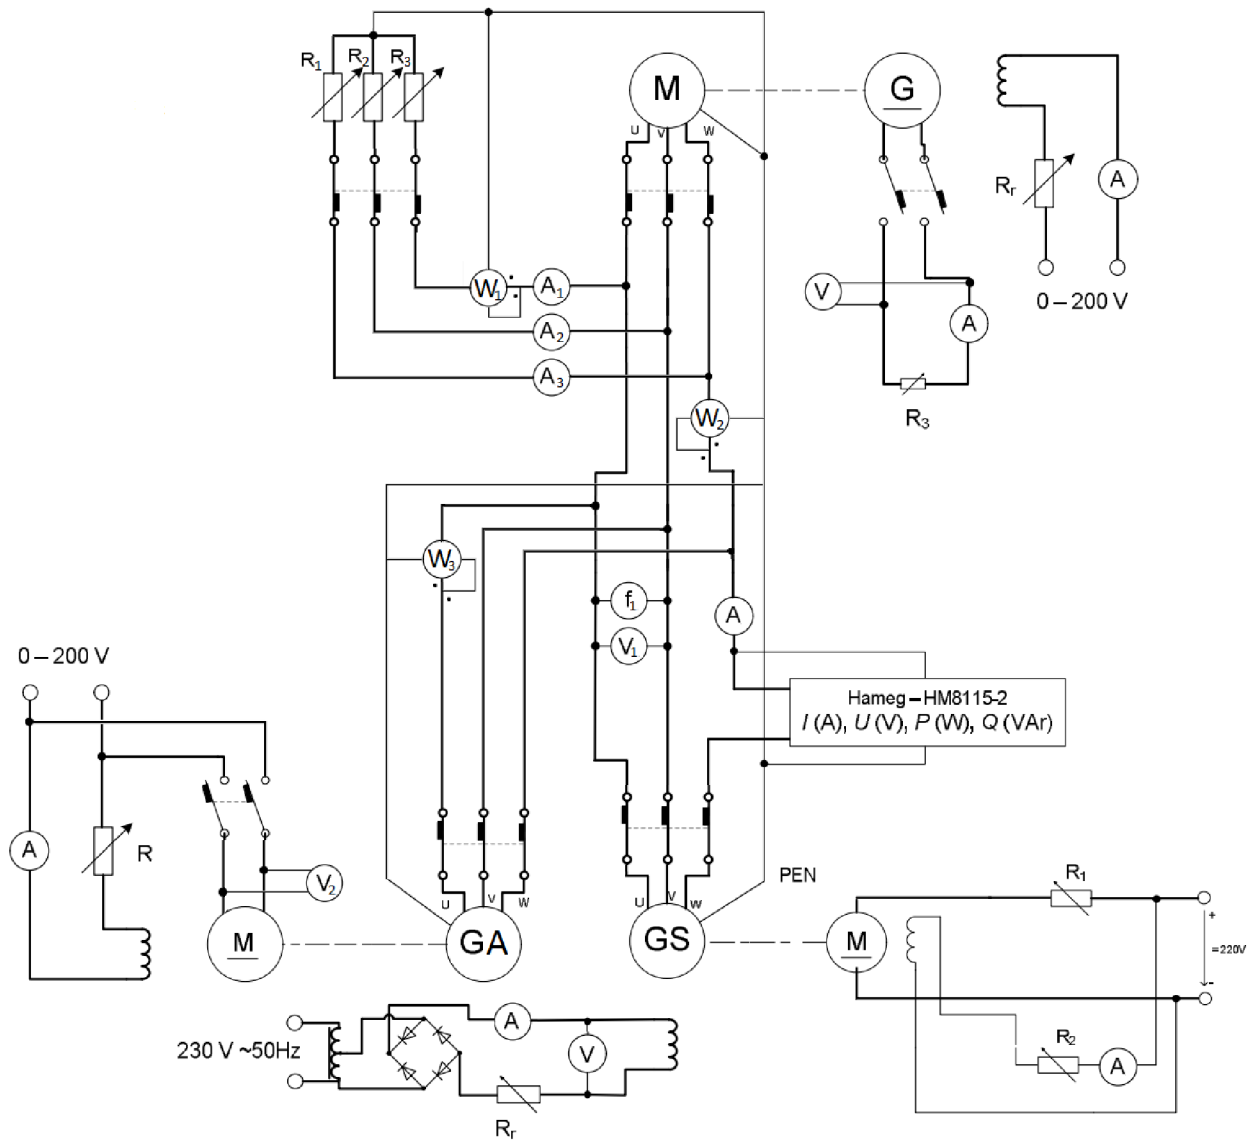 R1
R2
R3
M
G
U
V
W
Rr
A
0 – 200 V
W1
A1
A2
A3
V
A
R3
W2
W3
f1
V1
A
0 – 200 V
Hameg – HM8115-2
I (A), U (V), P (W), Q (VAr)
A
R
V2
PEN
U
V
W
U
V
W
M
GA
GS
M
R1
+
=220V
-
R2
A
230 V ~50Hz
A
V
Rr